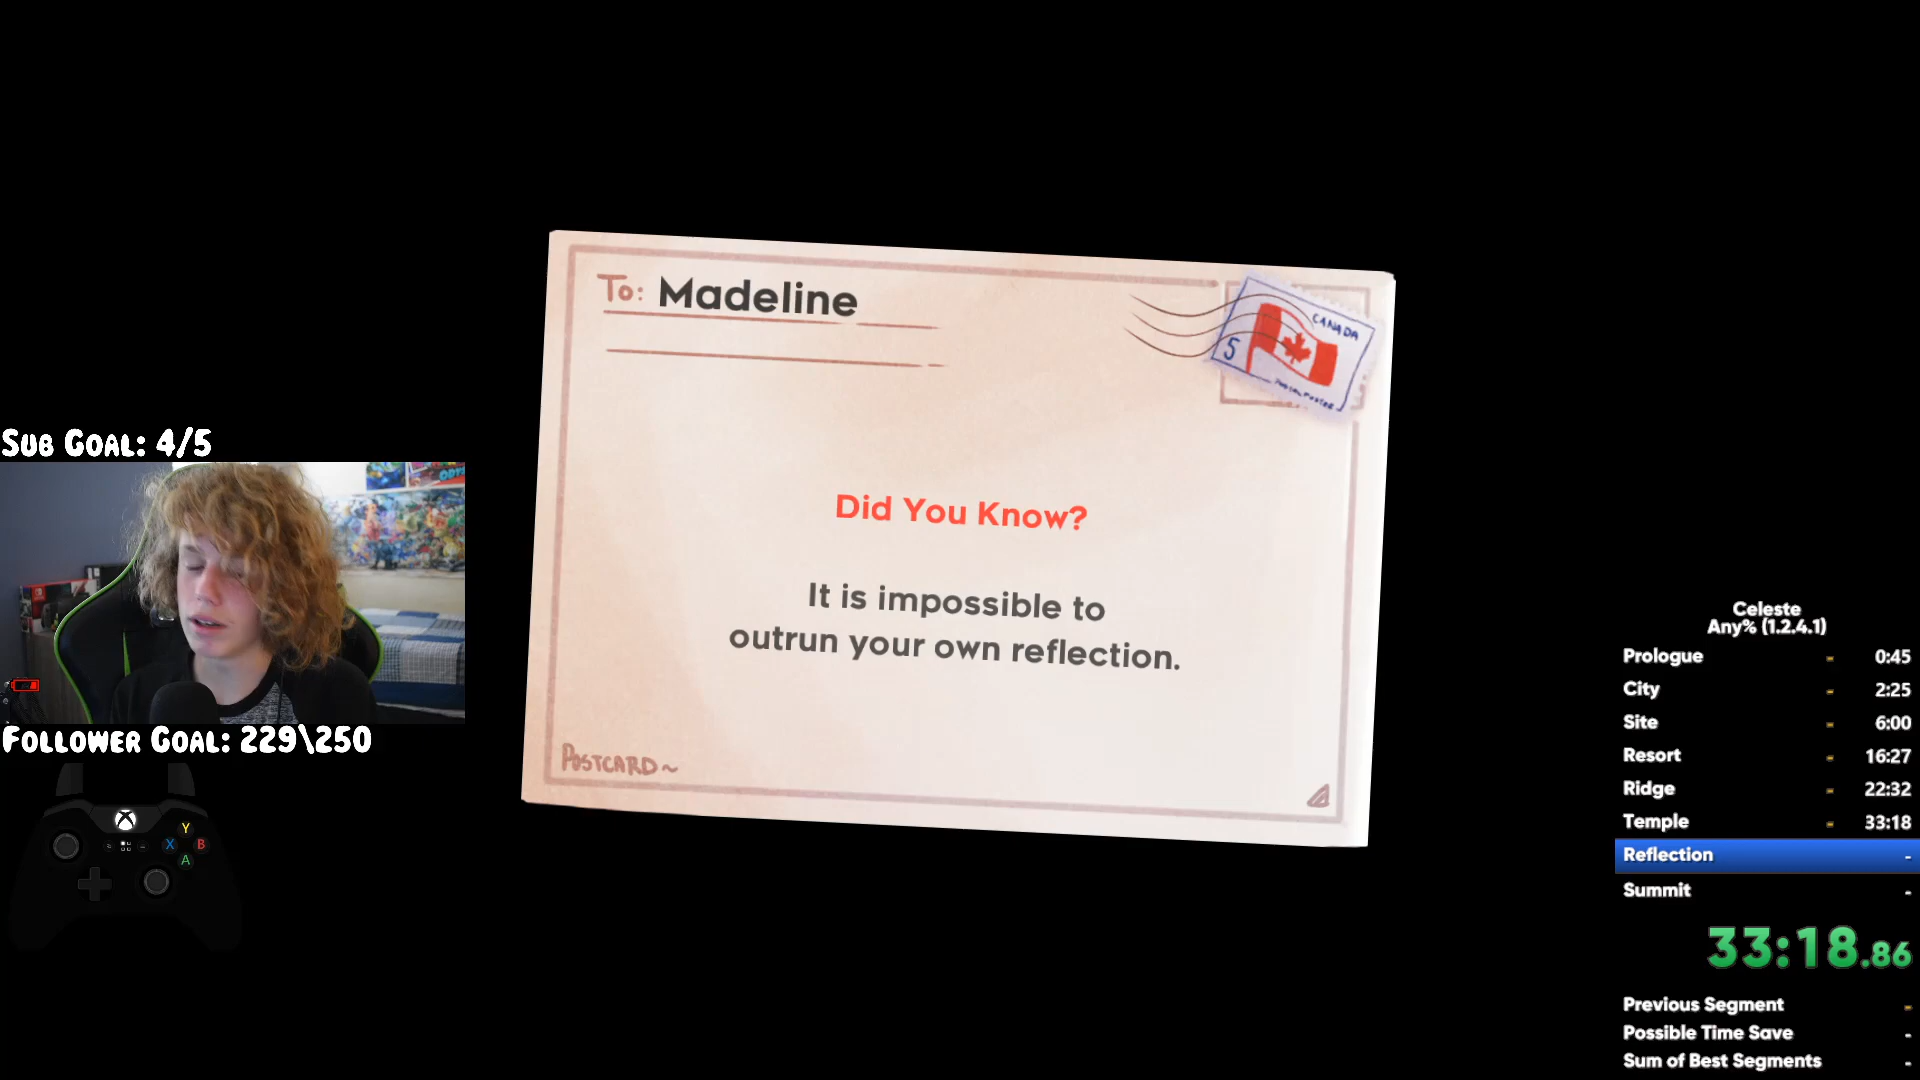 To: Madeline
CANADA
5
Did You Know?
It is impossible to
outrun your own reflection.
POSTCARD~
SUB GOAL: 4/5
FOLLOWER GOAL: 229\250
Y
X B
A
Celeste
Any% (1.2.4.1)
Prologue - 0:45
City - 2:25
Site - 6:00
Resort - 16:27
Ridge - 22:32
Temple - 33:18
Reflection -
Summit -
33:18.86
Previous Segment -
Possible Time Save -
Sum of Best Segments -